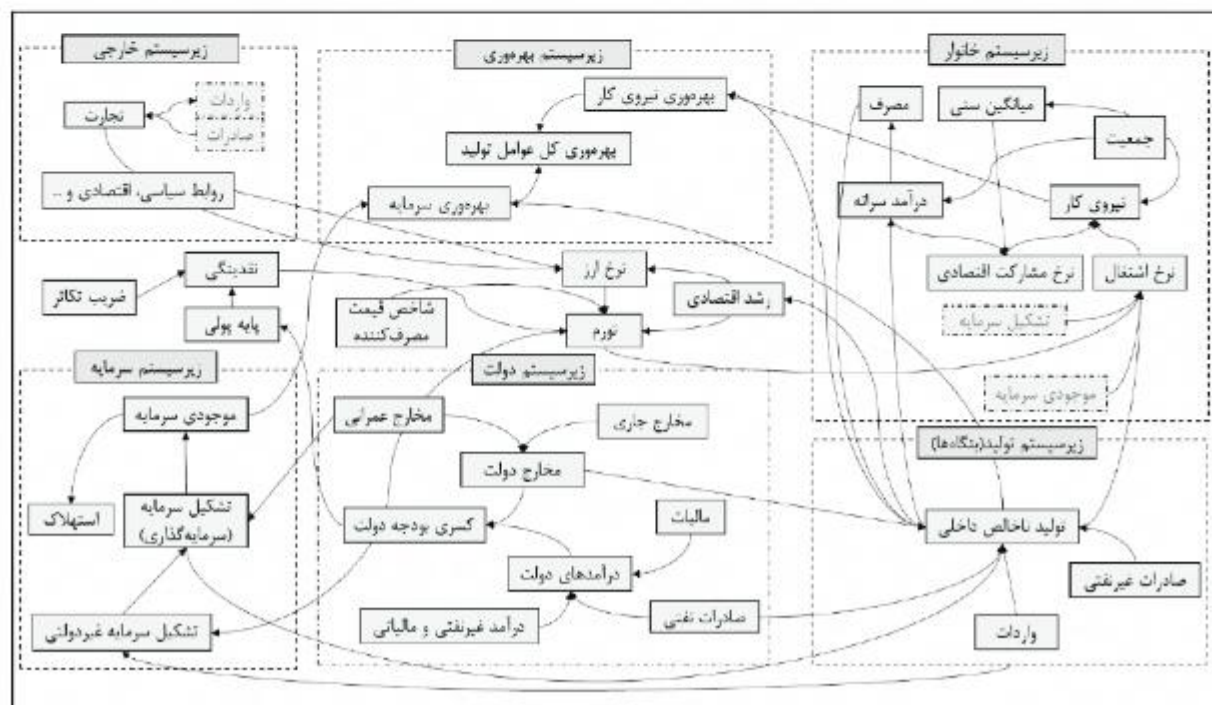 زیرسیستم خانوار
مصرف
میانگین سنی
جمعیت
درآمد سرانه
نیروی کار
نرخ مشارکت اقتصادی
نرخ اشتغال
تشکیل سرمایه
موجودی سرمایه
زیرسیستم بهره‌وری
بهره‌وری نیروی کار
بهره‌وری کل عوامل تولید
بهره‌وری سرمایه
زیرسیستم خارجی
واردات
صادرات
تجارت
روابط سیاسی، اقتصادی و ..
نرخ ارز
رشد اقتصادی
شاخص قیمت
مصرف‌کننده
تورم
نقدینگی
ضریب تکاثر
پایه پولی
زیرسیستم تولید(بنگاه‌ها)
تولید ناخالص داخلی
صادرات غیرنفتی
واردات
زیرسیستم دولت
مخارج عمرانی
مخارج جاری
مخارج دولت
کسری بودجه دولت
مالیات
درآمدهای دولت
صادرات نفتی
درآمد غیرنفتی و مالیاتی
زیرسیستم سرمایه
موجودی سرمایه
تشکیل سرمایه
(سرمایه‌گذاری)
استهلاک
تشکیل سرمایه غیردولتی